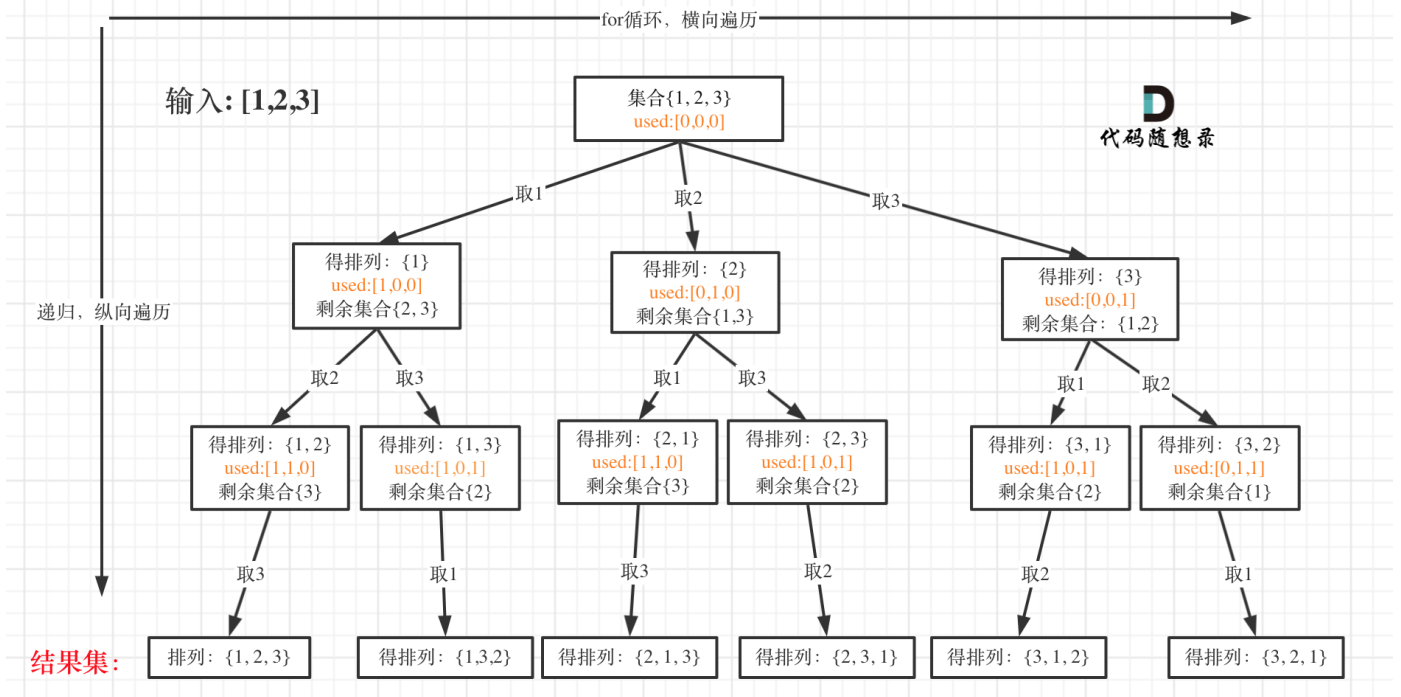 for循环，横向遍历
输入: [1,2,3]
集合{1, 2, 3}
used:[0,0,0]
代码随想录
取1
取2
取3
递归，纵向遍历
得排列：{1}
used:[1,0,0]
剩余集合{2, 3}
得排列：{2}
used:[0,1,0]
剩余集合{1,3}
得排列：{3}
used:[0,0,1]
剩余集合：{1,2}
取2
取3
取1
取3
取1
取2
得排列：{1, 2}
used:[1,1,0]
剩余集合{3}
得排列：{1, 3}
used:[1,0,1]
剩余集合{2}
得排列：{2, 1}
used:[1,1,0]
剩余集合{3}
得排列：{2, 3}
used:[1,0,1]
剩余集合{2}
得排列：{3, 1}
used:[1,0,1]
剩余集合{2}
得排列：{3, 2}
used:[0,1,1]
剩余集合{1}
取3
取1
取3
取2
取2
取1
结果集：
排列：{1, 2, 3}
得排列：{1,3,2}
得排列：{2, 1, 3}
得排列：{2, 3, 1}
得排列：{3, 1, 2}
得排列：{3, 2, 1}